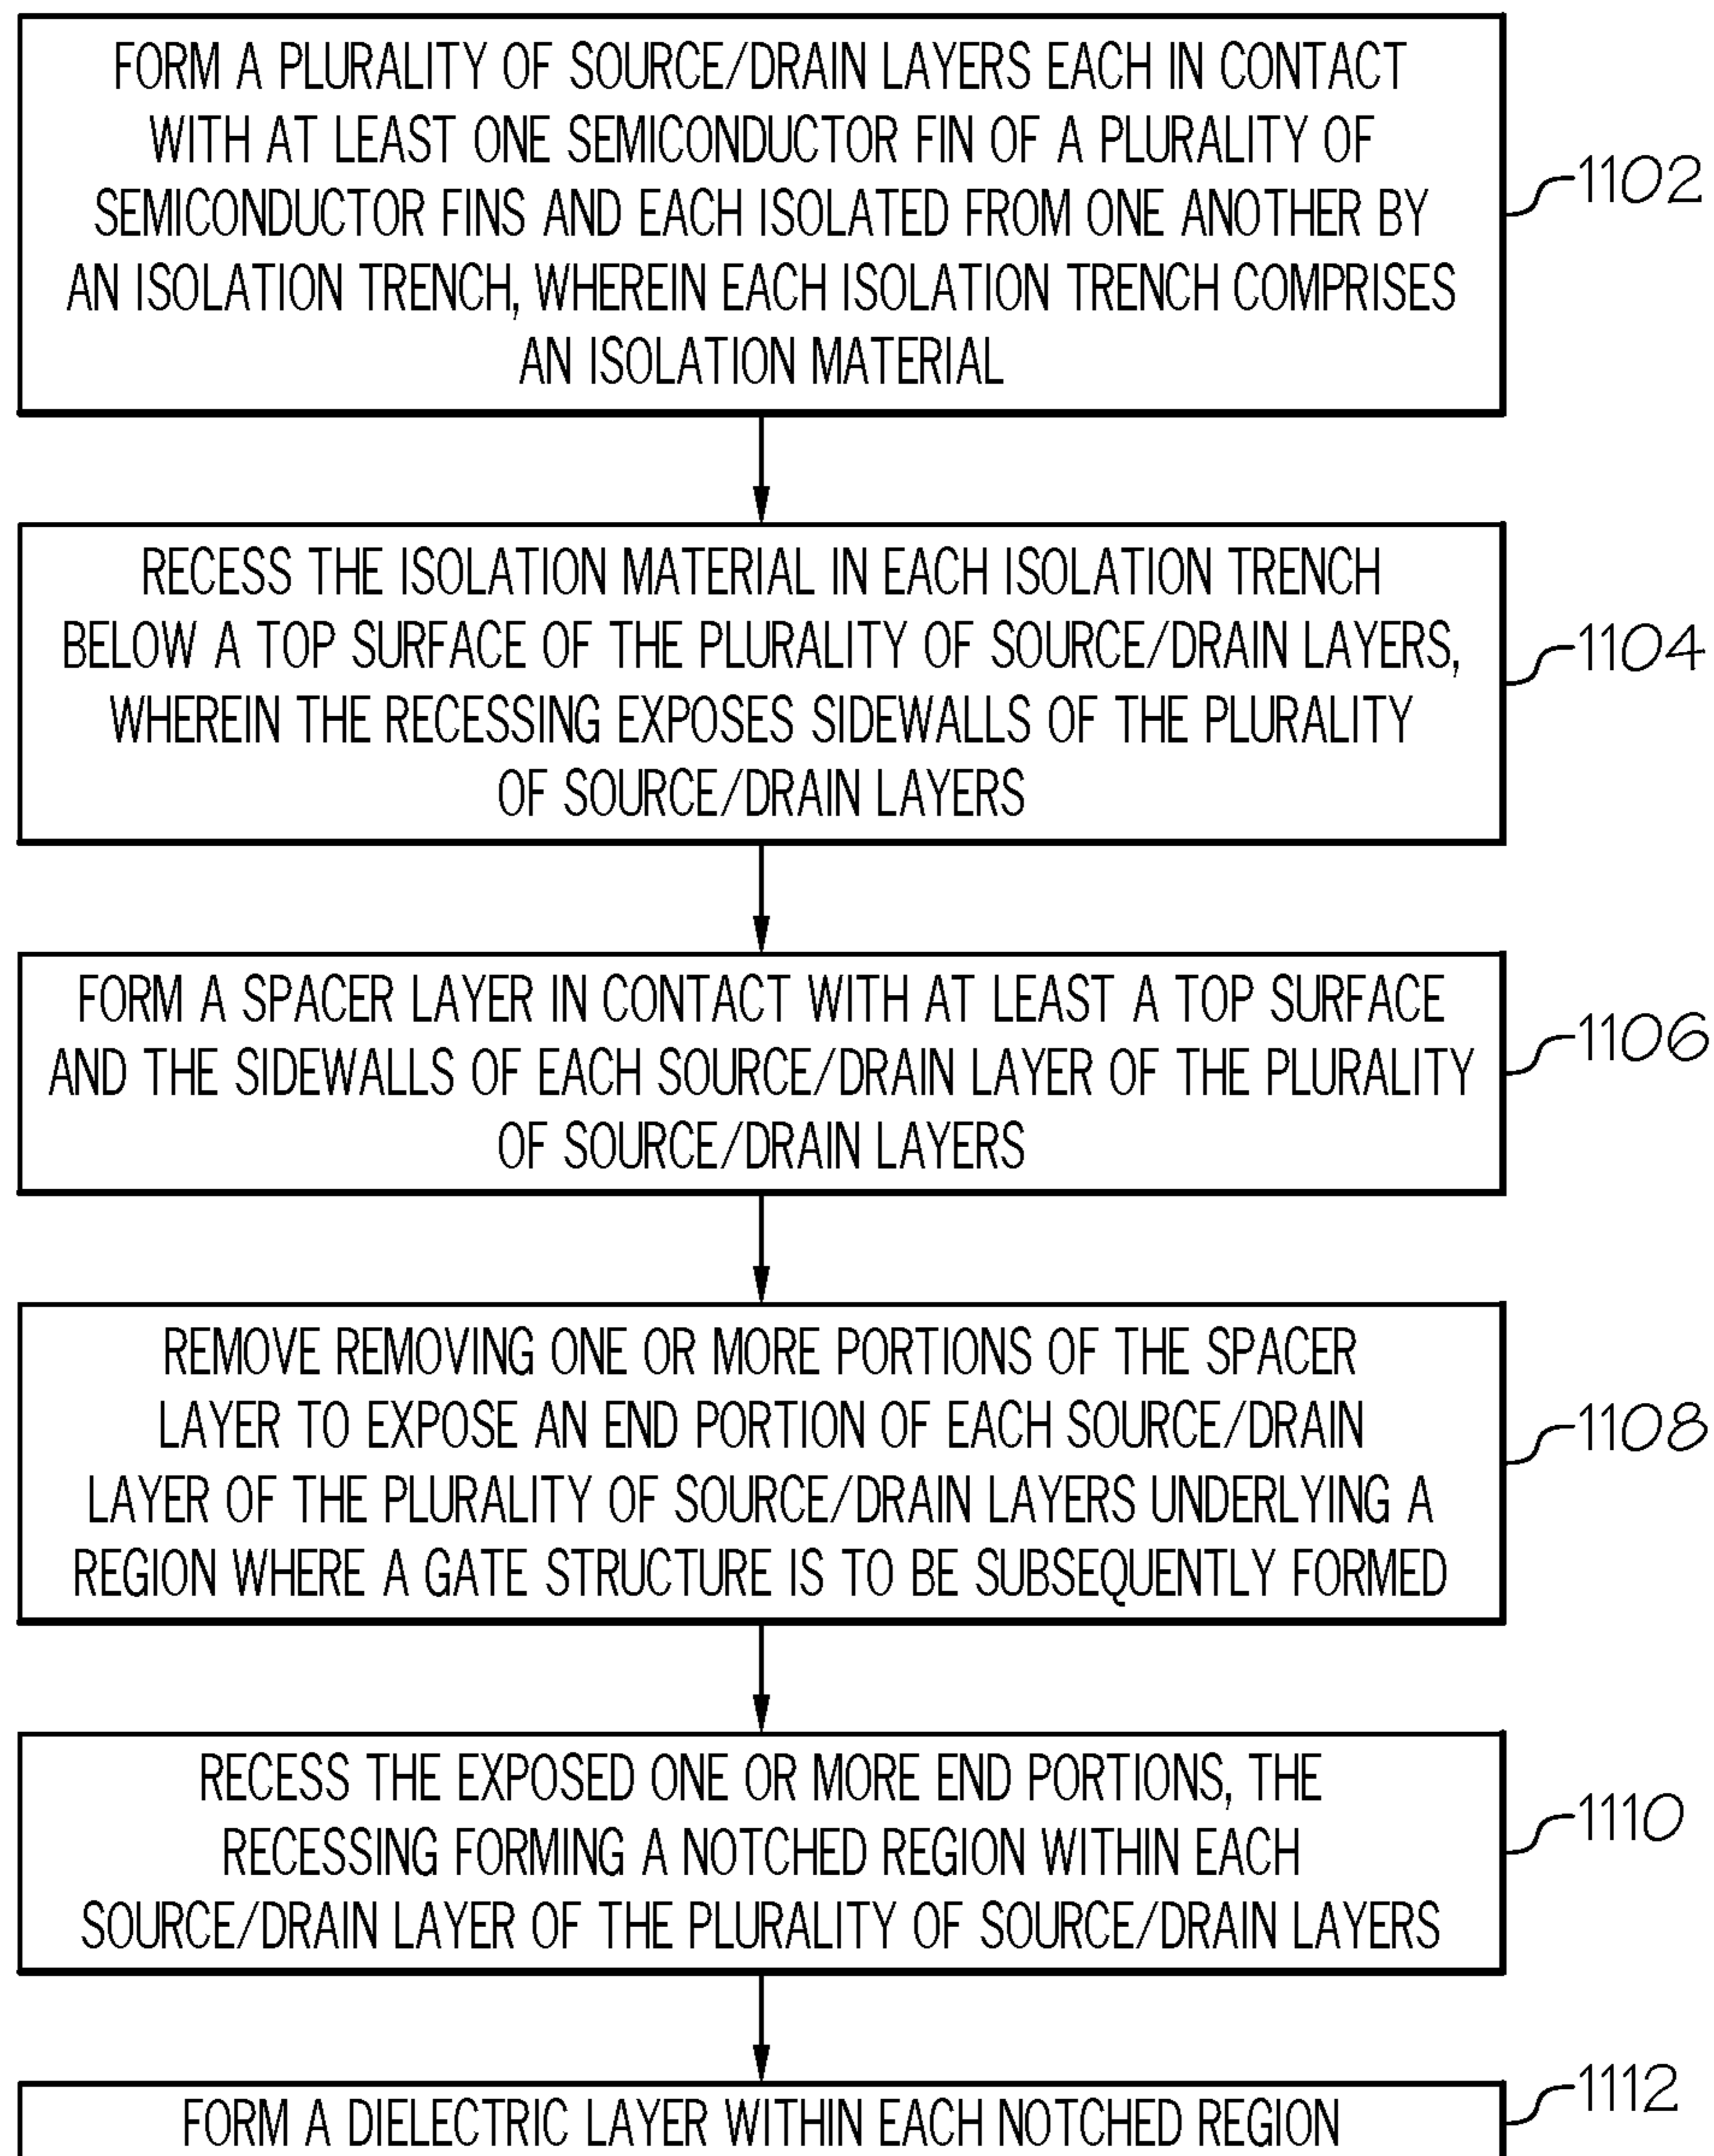 FORM A PLURALITY OF SOURCE/DRAIN LAYERS EACH IN CONTACT
WITH AT LEAST ONE SEMICONDUCTOR FIN OF A PLURALITY OF
SEMICONDUCTOR FINS AND EACH ISOLATED FROM ONE ANOTHER BY
AN ISOLATION TRENCH, WHEREIN EACH ISOLATION TRENCH COMPRISES
AN ISOLATION MATERIAL
1102
RECESS THE ISOLATION MATERIAL IN EACH ISOLATION TRENCH
BELOW A TOP SURFACE OF THE PLURALITY OF SOURCE/DRAIN LAYERS,
WHEREIN THE RECESSING EXPOSES SIDEWALLS OF THE PLURALITY
OF SOURCE/DRAIN LAYERS
1104
FORM A SPACER LAYER IN CONTACT WITH AT LEAST A TOP SURFACE
AND THE SIDEWALLS OF EACH SOURCE/DRAIN LAYER OF THE PLURALITY
OF SOURCE/DRAIN LAYERS
1106
REMOVE REMOVING ONE OR MORE PORTIONS OF THE SPACER
LAYER TO EXPOSE AN END PORTION OF EACH SOURCE/DRAIN
LAYER OF THE PLURALITY OF SOURCE/DRAIN LAYERS UNDERLYING A
REGION WHERE A GATE STRUCTURE IS TO BE SUBSEQUENTLY FORMED
1108
RECESS THE EXPOSED ONE OR MORE END PORTIONS, THE
RECESSING FORMING A NOTCHED REGION WITHIN EACH
SOURCE/DRAIN LAYER OF THE PLURALITY OF SOURCE/DRAIN LAYERS
1110
FORM A DIELECTRIC LAYER WITHIN EACH NOTCHED REGION
1112